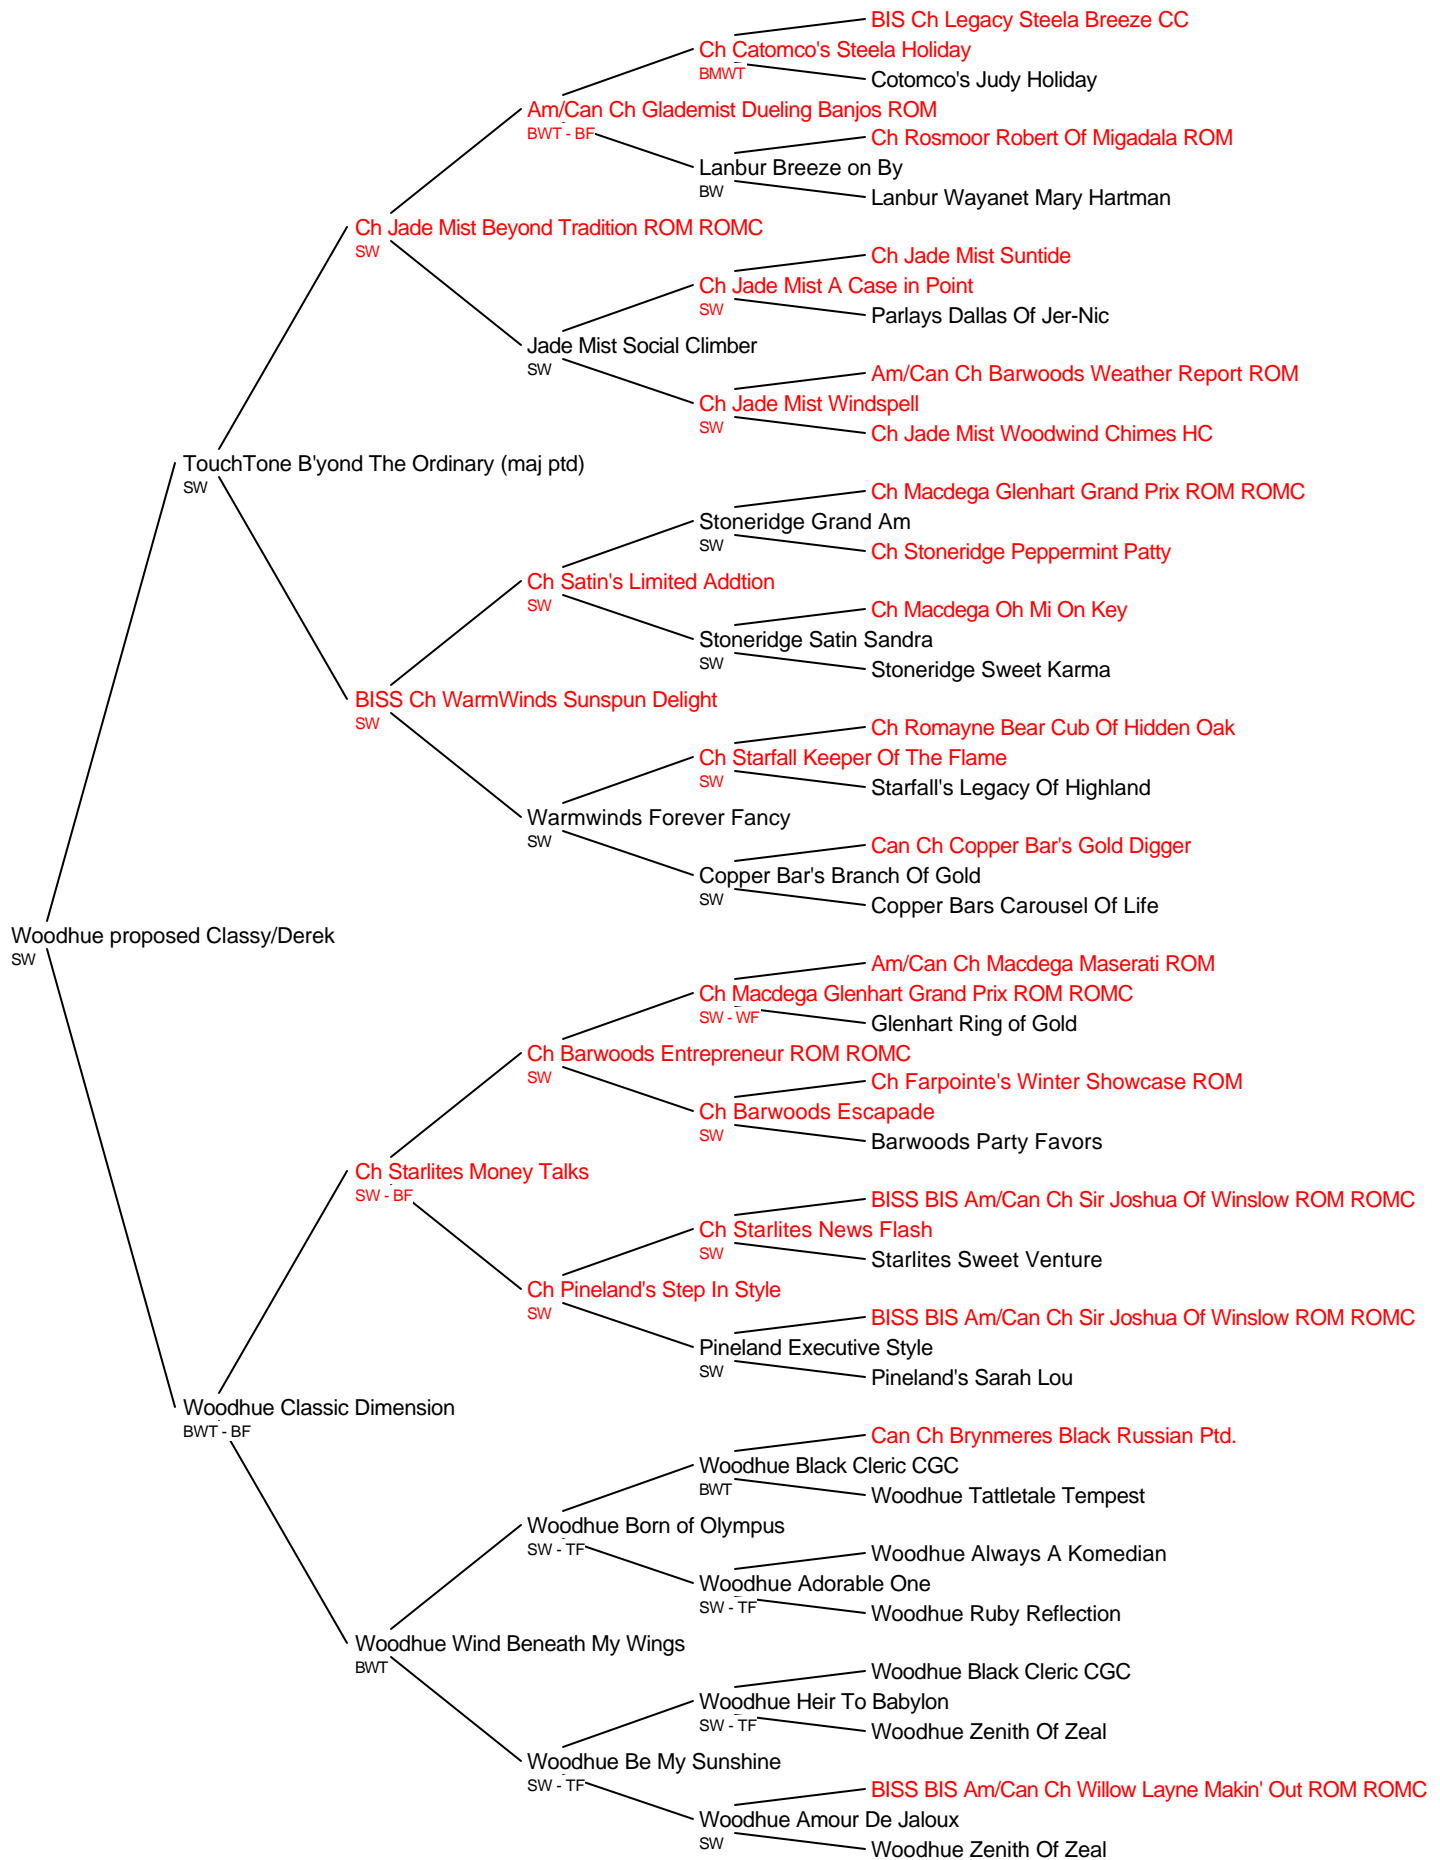 BIS Ch Legacy Steela Breeze CC
Ch Catomco's Steela Holiday
BMWT
Cotomco's Judy Holiday
Am/Can Ch Glademist Dueling Banjos ROM
BWT - BF
Ch Rosmoor Robert Of Migadala ROM
Lanbur Breeze on By
BW
Lanbur Wayanet Mary Hartman
Ch Jade Mist Beyond Tradition ROM ROMC
SW
Ch Jade Mist Suntide
Ch Jade Mist A Case in Point
SW
Parlays Dallas Of Jer-Nic
Jade Mist Social Climber
SW
Am/Can Ch Barwoods Weather Report ROM
Ch Jade Mist Windspell
SW
Ch Jade Mist Woodwind Chimes HC
TouchTone B'yond The Ordinary (maj ptd)
SW
Ch Macdega Glenhart Grand Prix ROM ROMC
Stoneridge Grand Am
SW
Ch Stoneridge Peppermint Patty
Ch Satin's Limited Addtion
SW
Ch Macdega Oh Mi On Key
Stoneridge Satin Sandra
SW
Stoneridge Sweet Karma
BISS Ch WarmWinds Sunspun Delight
SW
Ch Romayne Bear Cub Of Hidden Oak
Ch Starfall Keeper Of The Flame
SW
Starfall's Legacy Of Highland
Warmwinds Forever Fancy
SW
Can Ch Copper Bar's Gold Digger
Copper Bar's Branch Of Gold
SW
Copper Bars Carousel Of Life
Woodhue proposed Classy/Derek
SW
Am/Can Ch Macdega Maserati ROM
Ch Macdega Glenhart Grand Prix ROM ROMC
SW - WF
Glenhart Ring of Gold
Ch Barwoods Entrepreneur ROM ROMC
SW
Ch Farpointe's Winter Showcase ROM
Ch Barwoods Escapade
SW
Barwoods Party Favors
Ch Starlites Money Talks
SW - BF
BISS BIS Am/Can Ch Sir Joshua Of Winslow ROM ROMC
Ch Starlites News Flash
SW
Starlites Sweet Venture
Ch Pineland's Step In Style
SW
BISS BIS Am/Can Ch Sir Joshua Of Winslow ROM ROMC
Pineland Executive Style
SW
Pineland's Sarah Lou
Woodhue Classic Dimension
BWT - BF
Can Ch Brynmeres Black Russian Ptd.
Woodhue Black Cleric CGC
BWT
Woodhue Tattletale Tempest
Woodhue Born of Olympus
SW - TF
Woodhue Always A Komedian
Woodhue Adorable One
SW - TF
Woodhue Ruby Reflection
Woodhue Wind Beneath My Wings
BWT
Woodhue Black Cleric CGC
Woodhue Heir To Babylon
SW - TF
Woodhue Zenith Of Zeal
Woodhue Be My Sunshine
SW - TF
BISS BIS Am/Can Ch Willow Layne Makin' Out ROM ROMC
Woodhue Amour De Jaloux
SW
Woodhue Zenith Of Zeal